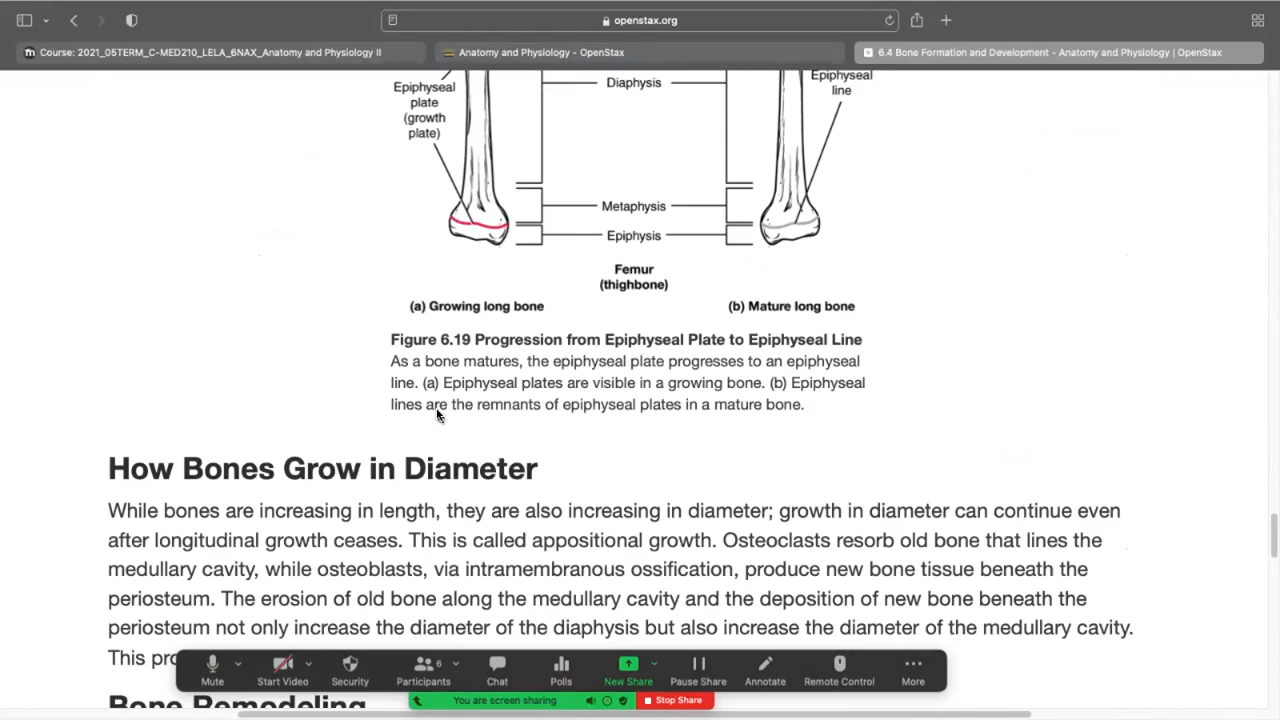 openstax.org
Course: 2021_05TERM_C-MED210_LELA_6NAX_Anatomy and Physiology II
Anatomy and Physiology - OpenStax
6.4 Bone Formation and Development - Anatomy and Physiology | OpenStax
Epiphyseal
plate
(growth
plate)
Diaphysis
Epiphyseal
line
Metaphysis
Epiphysis
Femur
(thighbone)
(a) Growing long bone
(b) Mature long bone
Figure 6.19 Progression from Epiphyseal Plate to Epiphyseal Line
As a bone matures, the epiphyseal plate progresses to an epiphyseal
line. (a) Epiphyseal plates are visible in a growing bone. (b) Epiphyseal
lines are the remnants of epiphyseal plates in a mature bone.
How Bones Grow in Diameter
While bones are increasing in length, they are also increasing in diameter; growth in diameter can continue even
after longitudinal growth ceases. This is called appositional growth. Osteoclasts resorb old bone that lines the
medullary cavity, while osteoblasts, via intramembranous ossification, produce new bone tissue beneath the
periosteum. The erosion of old bone along the medullary cavity and the deposition of new bone beneath the
periosteum not only increase the diameter of the diaphysis but also increase the diameter of the medullary cavity.
This
Bone Remodeling
Mute
Start Video
Security
Participants
6
Chat
Polls
New Share
Pause Share
Annotate
Remote Control
More
You are screen sharing
Stop Share